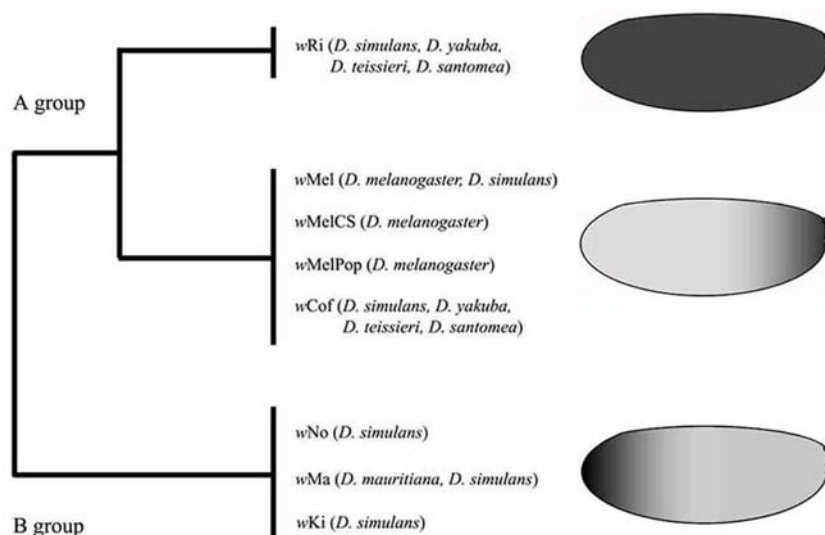 wRi (D. simulans, D. yakuba,
D. teissieri, D. santomea)
A group
wMel (D. melanogaster, D. simulans)
wMelCS (D. melanogaster)
wMelPop (D. melanogaster)
wCof (D. simulans, D. yakuba,
D. teissieri, D. santomea)
wNo (D. simulans)
wMa (D. mauritiana, D. simulans)
wKi (D. simulans)
B group